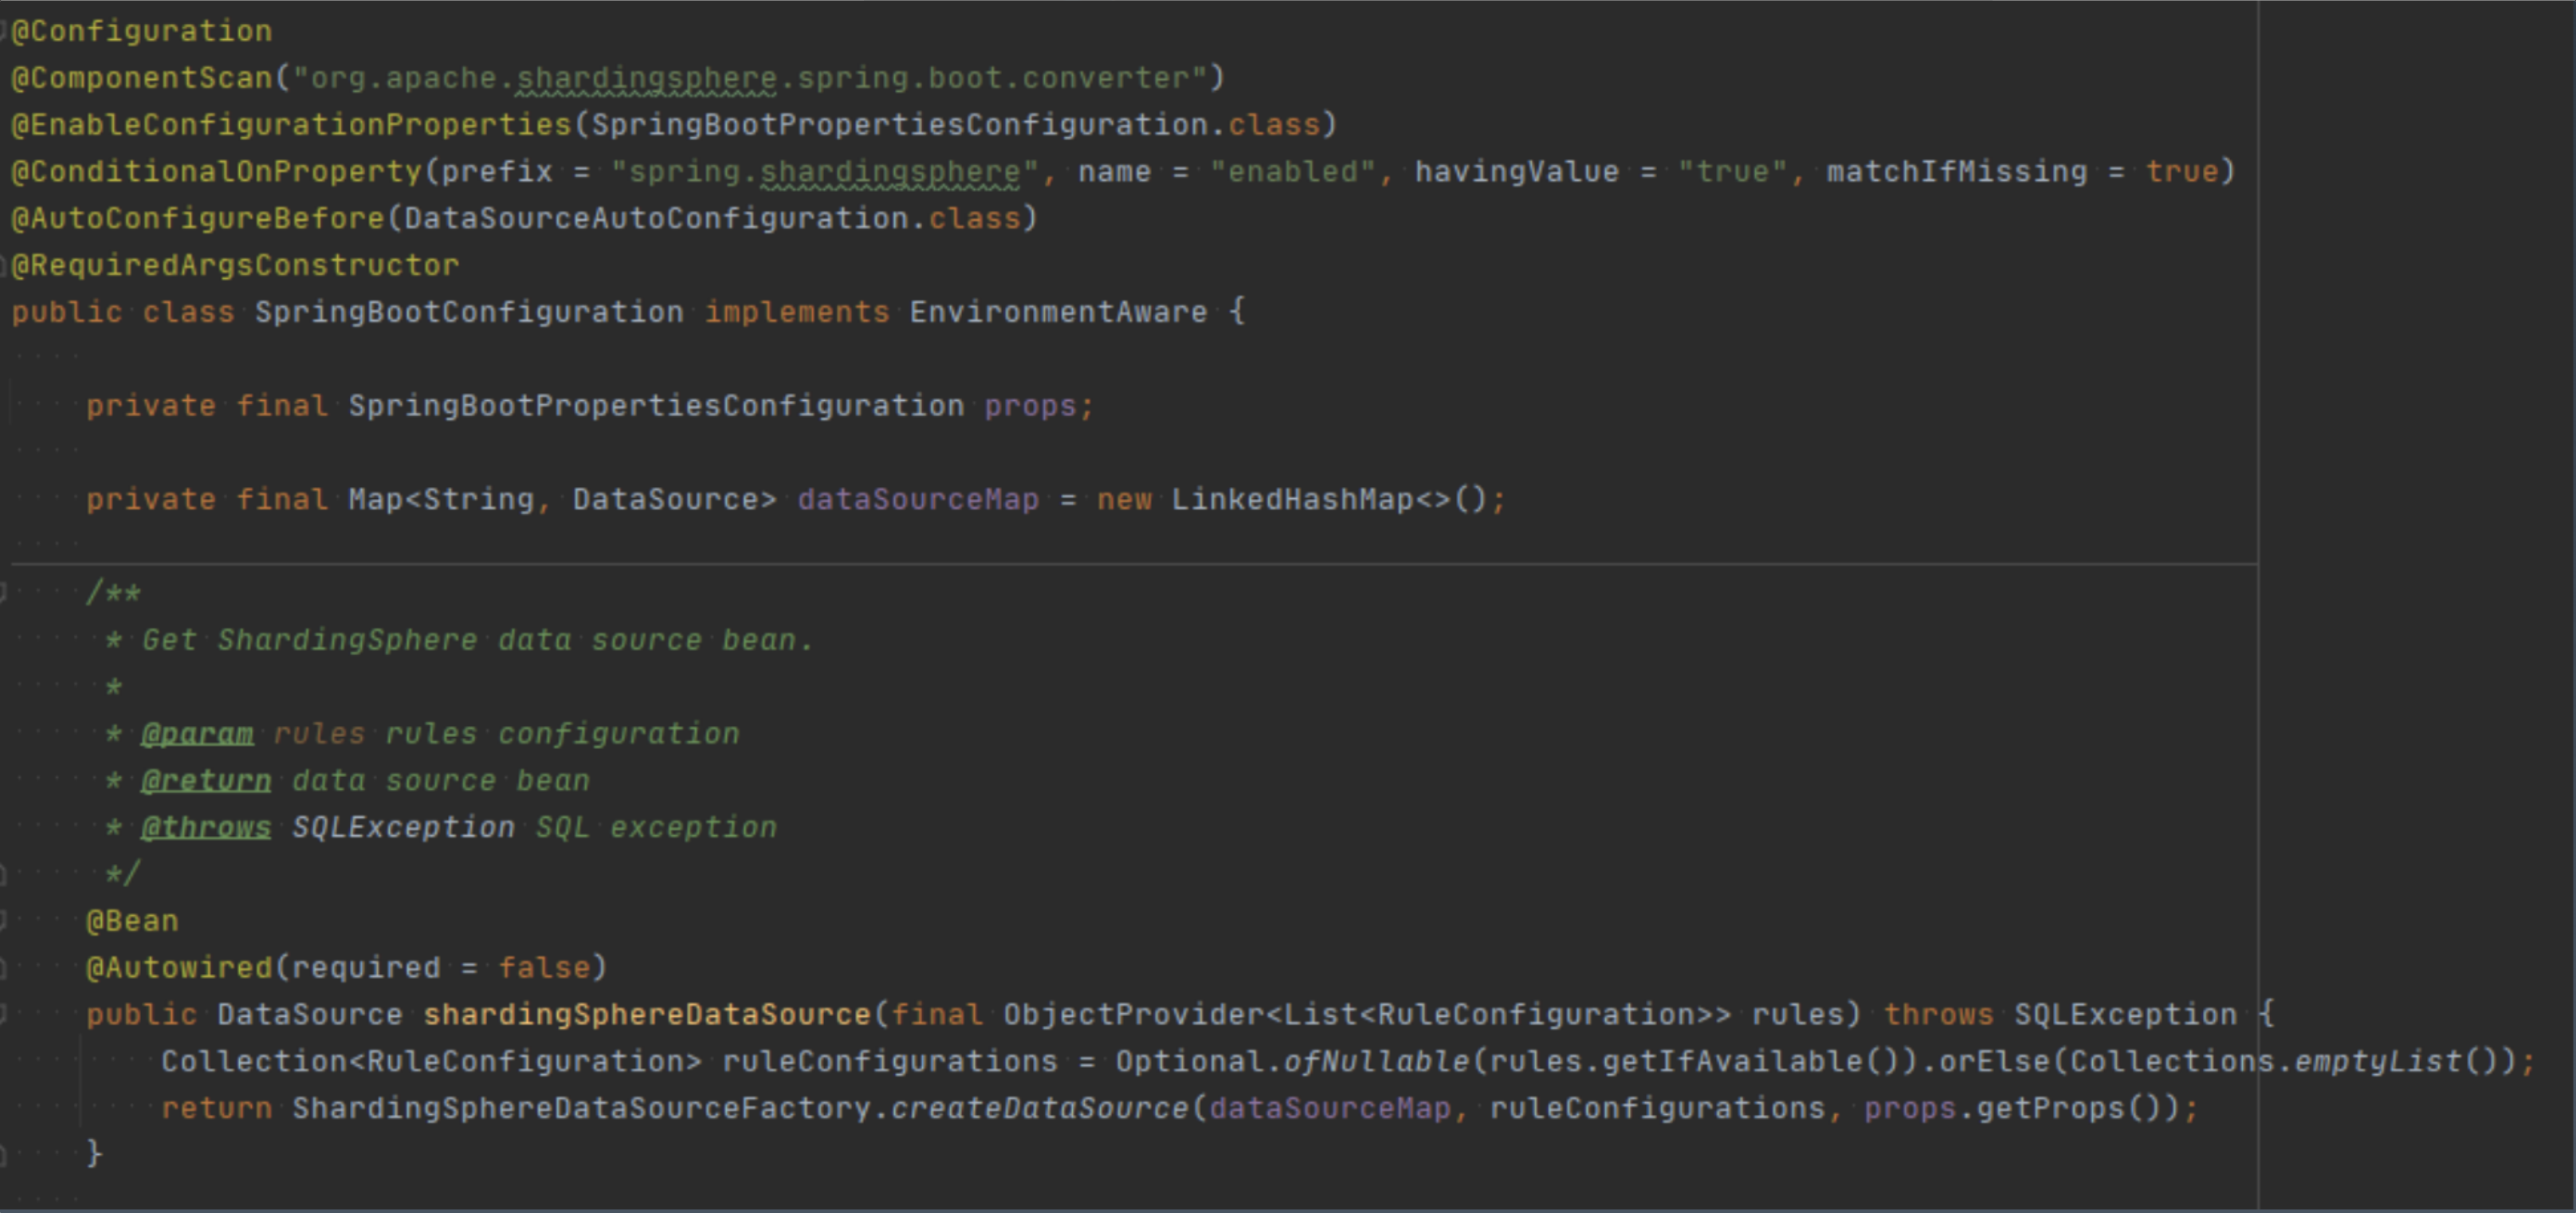 @Configuration
@ComponentScan("org.apache.shardingsphere.spring.boot.converter")
@EnableConfigurationProperties(SpringBootPropertiesConfiguration.class)
@ConditionalOnProperty(prefix = "spring.shardingsphere", name = "enabled", havingValue = "true", matchIfMissing = true)
@AutoConfigureBefore(DataSourceAutoConfiguration.class)
@RequiredArgsConstructor
public class SpringBootConfiguration implements EnvironmentAware {
    private final SpringBootPropertiesConfiguration props;
    private final Map<String, DataSource> dataSourceMap = new LinkedHashMap<>();
    /**
     * Get ShardingSphere data source bean.
     *
     * @param rules rules configuration
     * @return data source bean
     * @throws SQLException SQL exception
     */
    @Bean
    @Autowired(required = false)
    public DataSource shardingSphereDataSource(final ObjectProvider<List<RuleConfiguration>> rules) throws SQLException {
        Collection<RuleConfiguration> ruleConfigurations = Optional.ofNullable(rules.getIfAvailable()).orElse(Collections.emptyList());
        return ShardingSphereDataSourceFactory.createDataSource(dataSourceMap, ruleConfigurations, props.getProps());
    }